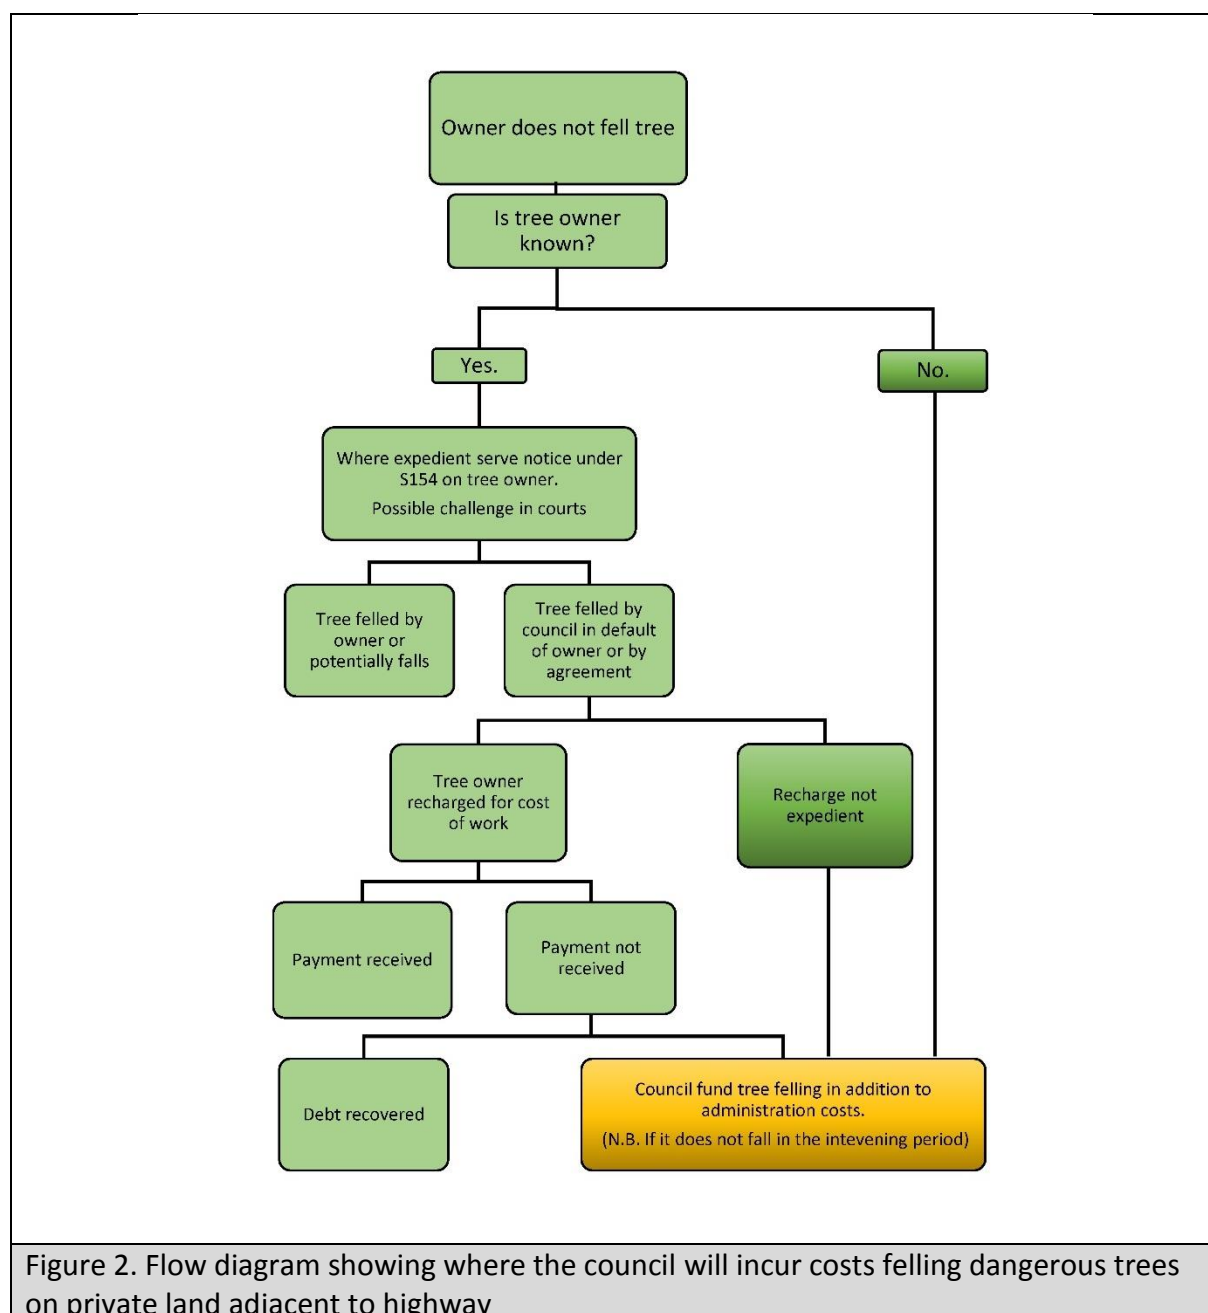 Owner does not fell tree
Is tree owner
known?
Yes.
No.
Where expedient serve notice under
S154 on tree owner.
Possible challenge in courts
Tree felled by
owner or
potentially falls
Tree felled by
council in default
of owner or by
agreement
Tree owner
recharged for cost
of work
Recharge not
expedient
Payment received
Payment not
received
Debt recovered
Council fund tree felling in addition to
administration costs.
(N.B. If it does not fall in the intevening period)
Figure 2. Flow diagram showing where the council will incur costs felling dangerous trees
on private land adjacent to highway